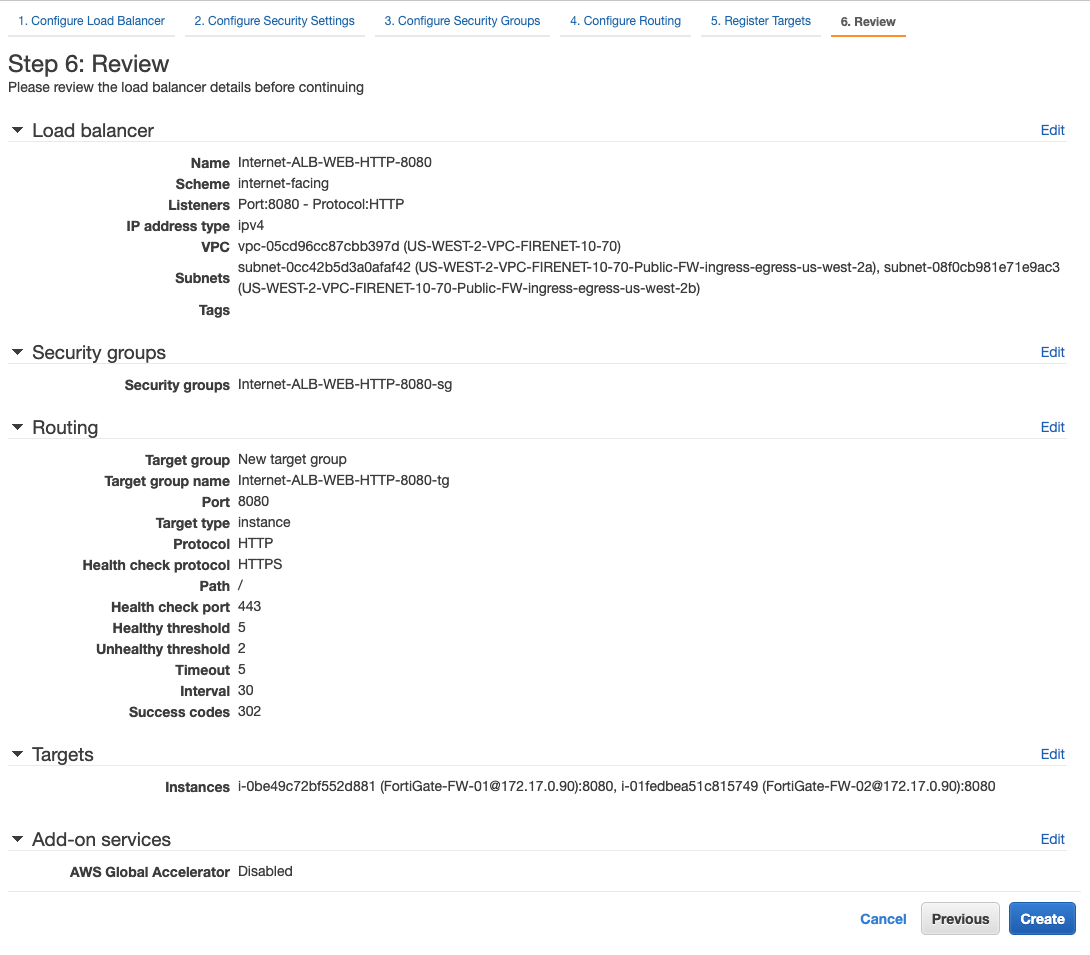 1. Configure Load Balancer 2. Configure Security Settings 3. Configure Security Groups 4. Configure Routing 5. Register Targets 6. Review
Step 6: Review
Please review the load balancer details before continuing
Load balancer Edit
Name Internet-ALB-WEB-HTTP-8080
Scheme internet-facing
Listeners Port:8080 - Protocol:HTTP
IP address type ipv4
VPC vpc-05cd96cc87cbb397d (US-WEST-2-VPC-FIRENET-10-70)
Subnets subnet-0cc42b5d3a0afaf42 (US-WEST-2-VPC-FIRENET-10-70-Public-FW-ingress-egress-us-west-2a), subnet-08f0cb981e71e9ac3
(US-WEST-2-VPC-FIRENET-10-70-Public-FW-ingress-egress-us-west-2b)
Tags
Security groups Edit
Security groups Internet-ALB-WEB-HTTP-8080-sg
Routing Edit
Target group New target group
Target group name Internet-ALB-WEB-HTTP-8080-tg
Port 8080
Target type instance
Protocol HTTP
Health check protocol HTTPS
Path /
Health check port 443
Healthy threshold 5
Unhealthy threshold 2
Timeout 5
Interval 30
Success codes 302
Targets Edit
Instances i-0be49c72bf552d881 (FortiGate-FW-01@172.17.0.90):8080, i-01fedbea51c815749 (FortiGate-FW-02@172.17.0.90):8080
Add-on services Edit
AWS Global Accelerator Disabled
Cancel Previous Create